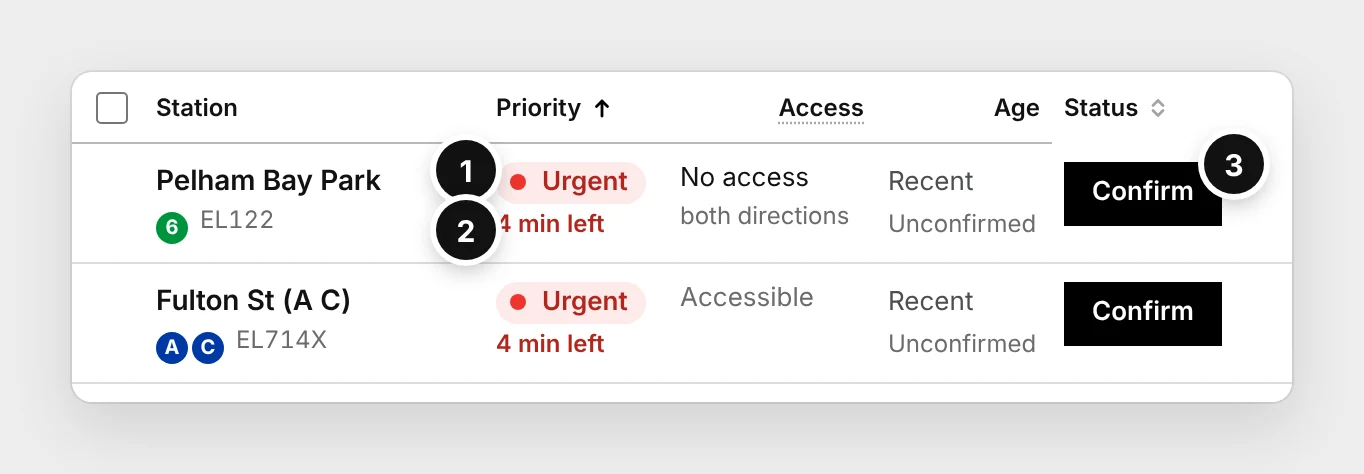 Station Priority ↑ Access Age Status
1
Pelham Bay Park Urgent No access Recent Confirm 3
6 EL122 2 4 min left both directions Unconfirmed
Fulton St (A C) Urgent Accessible Recent Confirm
A C EL714X 4 min left Unconfirmed